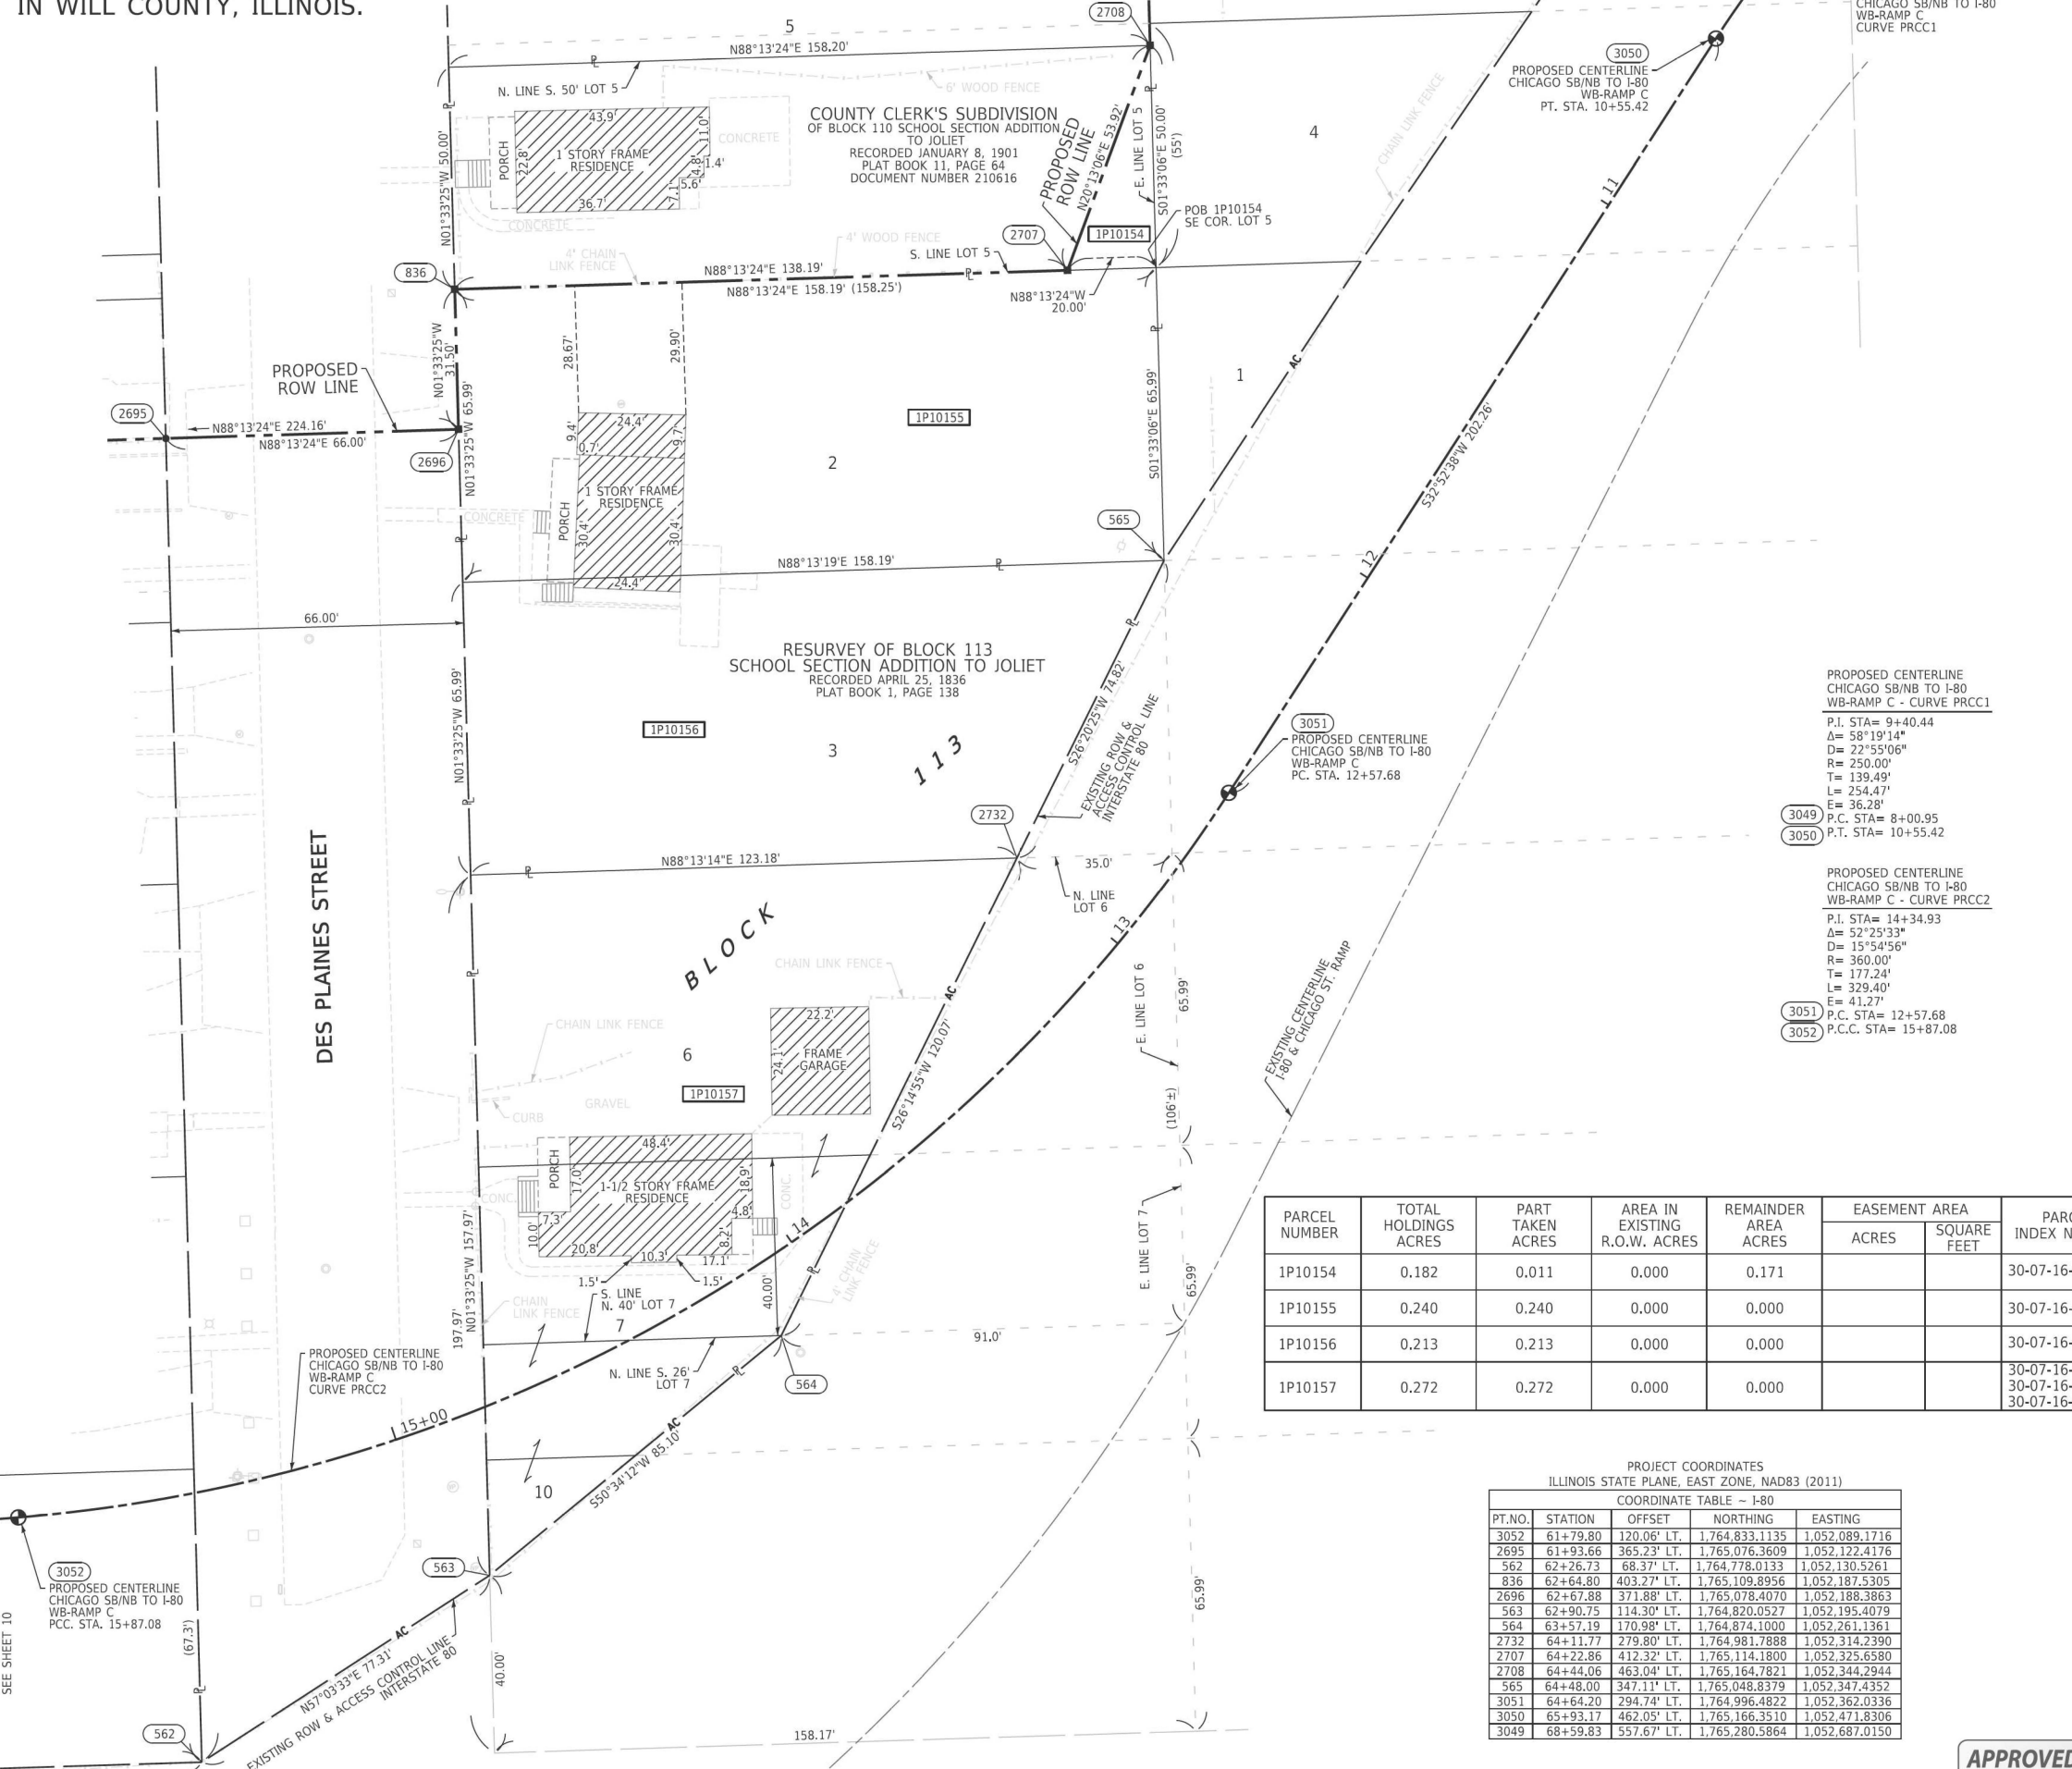 IN WILL COUNTY, ILLINOIS.
CHICAGO SB/NB TO I-80
WB-RAMP C
CURVE PRCC1
2708
5
N88°13'24"E 158.20'
N. LINE S. 50' LOT 5
6' WOOD FENCE
3050
PROPOSED CENTERLINE
CHICAGO SB/NB TO I-80
WB-RAMP C
PT. STA. 10+55.42
COUNTY CLERK'S SUBDIVISION
OF BLOCK 110 SCHOOL SECTION ADDITION
TO JOLIET
RECORDED JANUARY 8, 1901
PLAT BOOK 11, PAGE 64
DOCUMENT NUMBER 210616
43.9'
11.0'
CONCRETE
1 STORY FRAME
RESIDENCE
PORCH
22.8'
4.8'
1.4'
5.6'
7.1'
36.7'
CONCRETE
N01°33'25"W 50.00'
PROPOSED
ROW LINE
N20°13'06"E 53.92'
E. LINE LOT 5
S01°33'06"E 50.00'
(55')
4
CHAIN LINK FENCE
11
POB 1P10154
SE COR. LOT 5
1P10154
2707
4' WOOD FENCE
4' CHAIN
LINK FENCE
S. LINE LOT 5
836
N88°13'24"E 138.19'
N88°13'24"E 158.19' (158.25')
N88°13'24"W
20.00'
N01°33'25"W
31.50'
28.67'
29.90'
PROPOSED
ROW LINE
2695
N88°13'24"E 224.16'
N88°13'24"E 66.00'
2696
N01°33'25"W 65.99'
1P10155
S01°33'06"E 65.99'
1
AC
24.4'
9.4'
9.7'
0.7'
2
1 STORY FRAME
RESIDENCE
PORCH
30.4'
30.4'
24.4'
CONCRETE
S32°52'38"W 202.26'
565
12
N88°13'19'E 158.19'
66.00'
RESURVEY OF BLOCK 113
SCHOOL SECTION ADDITION TO JOLIET
RECORDED APRIL 25, 1836
PLAT BOOK 1, PAGE 138
N01°33'25"W 65.99'
1P10156
3
113
S26°20'25"W 74.82'
EXISTING ROW &
ACCESS CONTROL LINE
INTERSTATE 80
3051
PROPOSED CENTERLINE
CHICAGO SB/NB TO I-80
WB-RAMP C
PC. STA. 12+57.68
PROPOSED CENTERLINE
CHICAGO SB/NB TO I-80
WB-RAMP C - CURVE PRCC1
P.I. STA= 9+40.44
Δ= 58°19'14"
D= 22°55'06"
R= 250.00'
T= 139.49'
L= 254.47'
E= 36.28'
3049 P.C. STA= 8+00.95
3050 P.T. STA= 10+55.42
PROPOSED CENTERLINE
CHICAGO SB/NB TO I-80
WB-RAMP C - CURVE PRCC2
P.I. STA= 14+34.93
Δ= 52°25'33"
D= 15°54'56"
R= 360.00'
T= 177.24'
L= 329.40'
E= 41.27'
3051 P.C. STA= 12+57.68
3052 P.C.C. STA= 15+87.08
2732
N88°13'14"E 123.18'
35.0'
N. LINE
LOT 6
13
DES PLAINES STREET
BLOCK
CHAIN LINK FENCE
AC
E. LINE LOT 6
65.99'
EXISTING CENTERLINE
I-80 & CHICAGO ST. RAMP
CHAIN LINK FENCE
22.2'
24.1'
FRAME
GARAGE
6
1P10157
GRAVEL
CURB
S26°14'55"W 120.07'
(106'±)
48.4'
PORCH
17.0'
18.9'
1-1/2 STORY FRAME
RESIDENCE
CONC.
CONC.
7.3'
10.0'
4.8'
8.2'
20.8'
10.3'
17.1'
1.5'
1.5'
14
40.00'
4' CHAIN
LINK FENCE
E. LINE LOT 7
65.99'
S. LINE
N. 40' LOT 7
CHAIN
LINK FENCE
N01°33'25"W 157.97'
197.97'
7
91.0'
N. LINE S. 26'
LOT 7
564
PROPOSED CENTERLINE
CHICAGO SB/NB TO I-80
WB-RAMP C
CURVE PRCC2
15+00
AC
S50°34'12"W 85.10'
10
563
3052
PROPOSED CENTERLINE
CHICAGO SB/NB TO I-80
WB-RAMP C
PCC. STA. 15+87.08
SEE SHEET 10
(67.3')
AC
N57°03'33"E 77.31'
EXISTING ROW & ACCESS CONTROL LINE
INTERSTATE 80
40.00'
65.99'
562
158.17'
PARCEL NUMBER TOTAL HOLDINGS ACRES PART TAKEN ACRES AREA IN EXISTING R.O.W. ACRES REMAINDER AREA ACRES EASEMENT AREA ACRES SQUARE FEET
1P10154 0.182 0.011 0.000 0.171 30-07-16-
1P10155 0.240 0.240 0.000 0.000 30-07-16-
1P10156 0.213 0.213 0.000 0.000 30-07-16-
1P10157 0.272 0.272 0.000 0.000 30-07-16-
30-07-16-
30-07-16-
PROJECT COORDINATES
ILLINOIS STATE PLANE, EAST ZONE, NAD83 (2011)
COORDINATE TABLE ~ I-80
PT.NO. STATION OFFSET NORTHING EASTING
3052 61+79.80 120.06' LT. 1,764,833.1135 1,052,089.1716
2695 61+93.66 365.23' LT. 1,765,076.3609 1,052,122.4176
562 62+26.73 68.37' LT. 1,764,778.0133 1,052,130.5261
836 62+64.80 403.27' LT. 1,765,109.8956 1,052,187.5305
2696 62+67.88 371.88' LT. 1,765,078.4070 1,052,188.3863
563 62+90.75 114.30' LT. 1,764,820.0527 1,052,195.4079
564 63+57.19 170.98' LT. 1,764,874.1000 1,052,261.1361
2732 64+11.77 279.80' LT. 1,764,981.7888 1,052,314.2390
2707 64+22.86 412.32' LT. 1,765,114.1800 1,052,325.6580
2708 64+44.06 463.04' LT. 1,765,164.7821 1,052,344.2944
565 64+48.00 347.11' LT. 1,765,048.8379 1,052,347.4352
3051 64+64.20 294.74' LT. 1,764,996.4822 1,052,362.0336
3050 65+93.17 462.05' LT. 1,765,166.3510 1,052,471.8306
3049 68+59.83 557.67' LT. 1,765,280.5864 1,052,687.0150
APPROVED